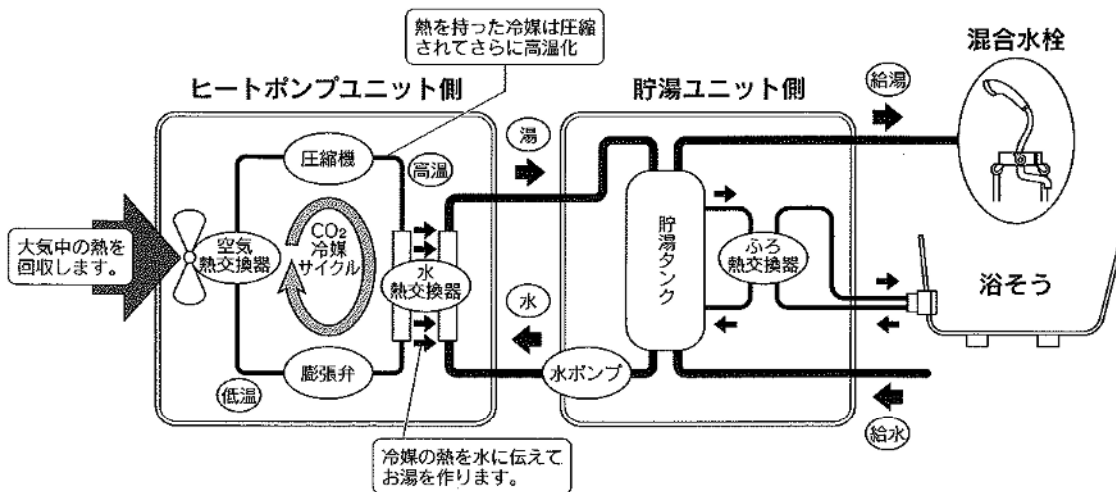 熱を持った冷媒は圧縮
されてさらに高温化
混合水栓
ヒートポンプユニット側
貯湯ユニット側
給湯
湯
圧縮機
高温
大気中の熱を
回収します。
空気
熱交換器
CO₂
冷媒
サイクル
水
熱交換器
貯湯タンク
ふろ
熱交換器
浴そう
水
膨張弁
低温
水ポンプ
給水
冷媒の熱を水に伝えて
お湯を作ります。